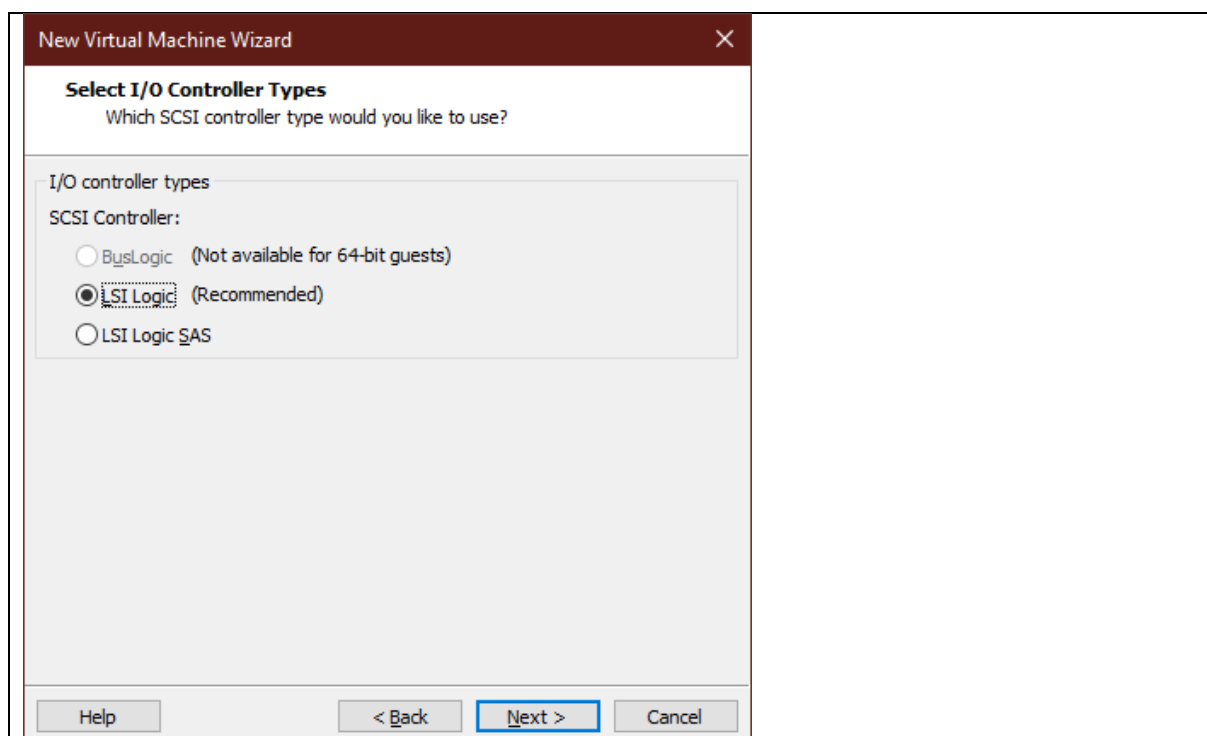 New Virtual Machine Wizard
Select I/O Controller Types
Which SCSI controller type would you like to use?
I/O controller types
SCSI Controller:
BusLogic (Not available for 64-bit guests)
LSI Logic (Recommended)
LSI Logic SAS
Help < Back Next > Cancel